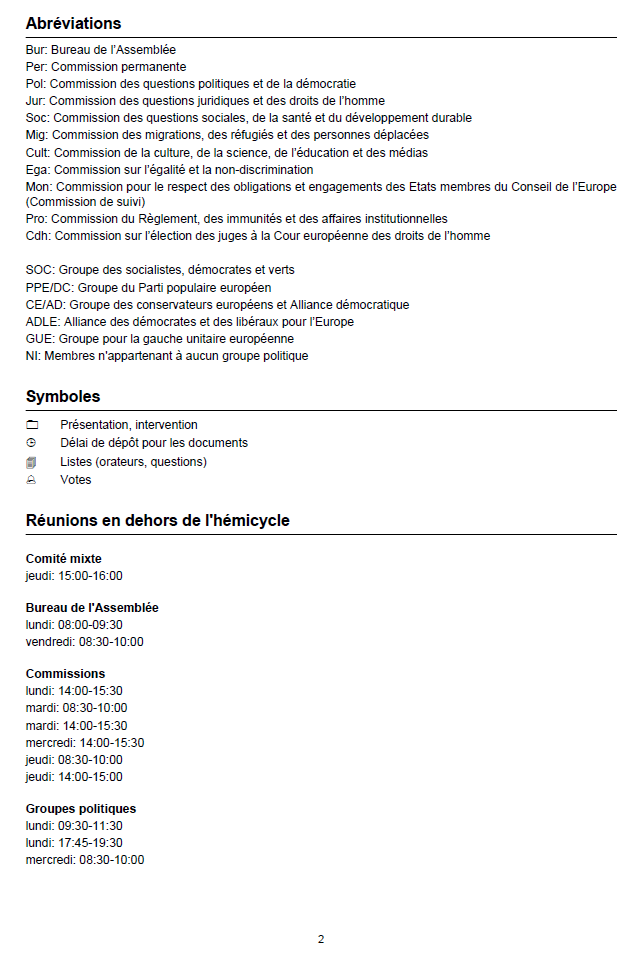 Abréviations
Bur: Bureau de l'Assemblée
Per: Commission permanente
Pol: Commission des questions politiques et de la démocratie
Jur: Commission des questions juridiques et des droits de l'homme
Soc: Commission des questions sociales, de la santé et du développement durable
Mig: Commission des migrations, des réfugiés et des personnes déplacées
Cult: Commission de la culture, de la science, de l'éducation et des médias
Ega: Commission sur l'égalité et la non-discrimination
Mon: Commission pour le respect des obligations et engagements des Etats membres du Conseil de l'Europe
(Commission de suivi)
Pro: Commission du Règlement, des immunités et des affaires institutionnelles
Cdh: Commission sur l'élection des juges à la Cour européenne des droits de l'homme
SOC: Groupe des socialistes, démocrates et verts
PPE/DC: Groupe du Parti populaire européen
CE/AD: Groupe des conservateurs européens et Alliance démocratique
ADLE: Alliance des démocrates et des libéraux pour l'Europe
GUE: Groupe pour la gauche unitaire européenne
NI: Membres n'appartenant à aucun groupe politique
Symboles
Présentation, intervention
Délai de dépôt pour les documents
Listes (orateurs, questions)
Votes
Réunions en dehors de l'hémicycle
Comité mixte
jeudi: 15:00-16:00
Bureau de l'Assemblée
lundi: 08:00-09:30
vendredi: 08:30-10:00
Commissions
lundi: 14:00-15:30
mardi: 08:30-10:00
mardi: 14:00-15:30
mercredi: 14:00-15:30
jeudi: 08:30-10:00
jeudi: 14:00-15:00
Groupes politiques
lundi: 09:30-11:30
lundi: 17:45-19:30
mercredi: 08:30-10:00
2